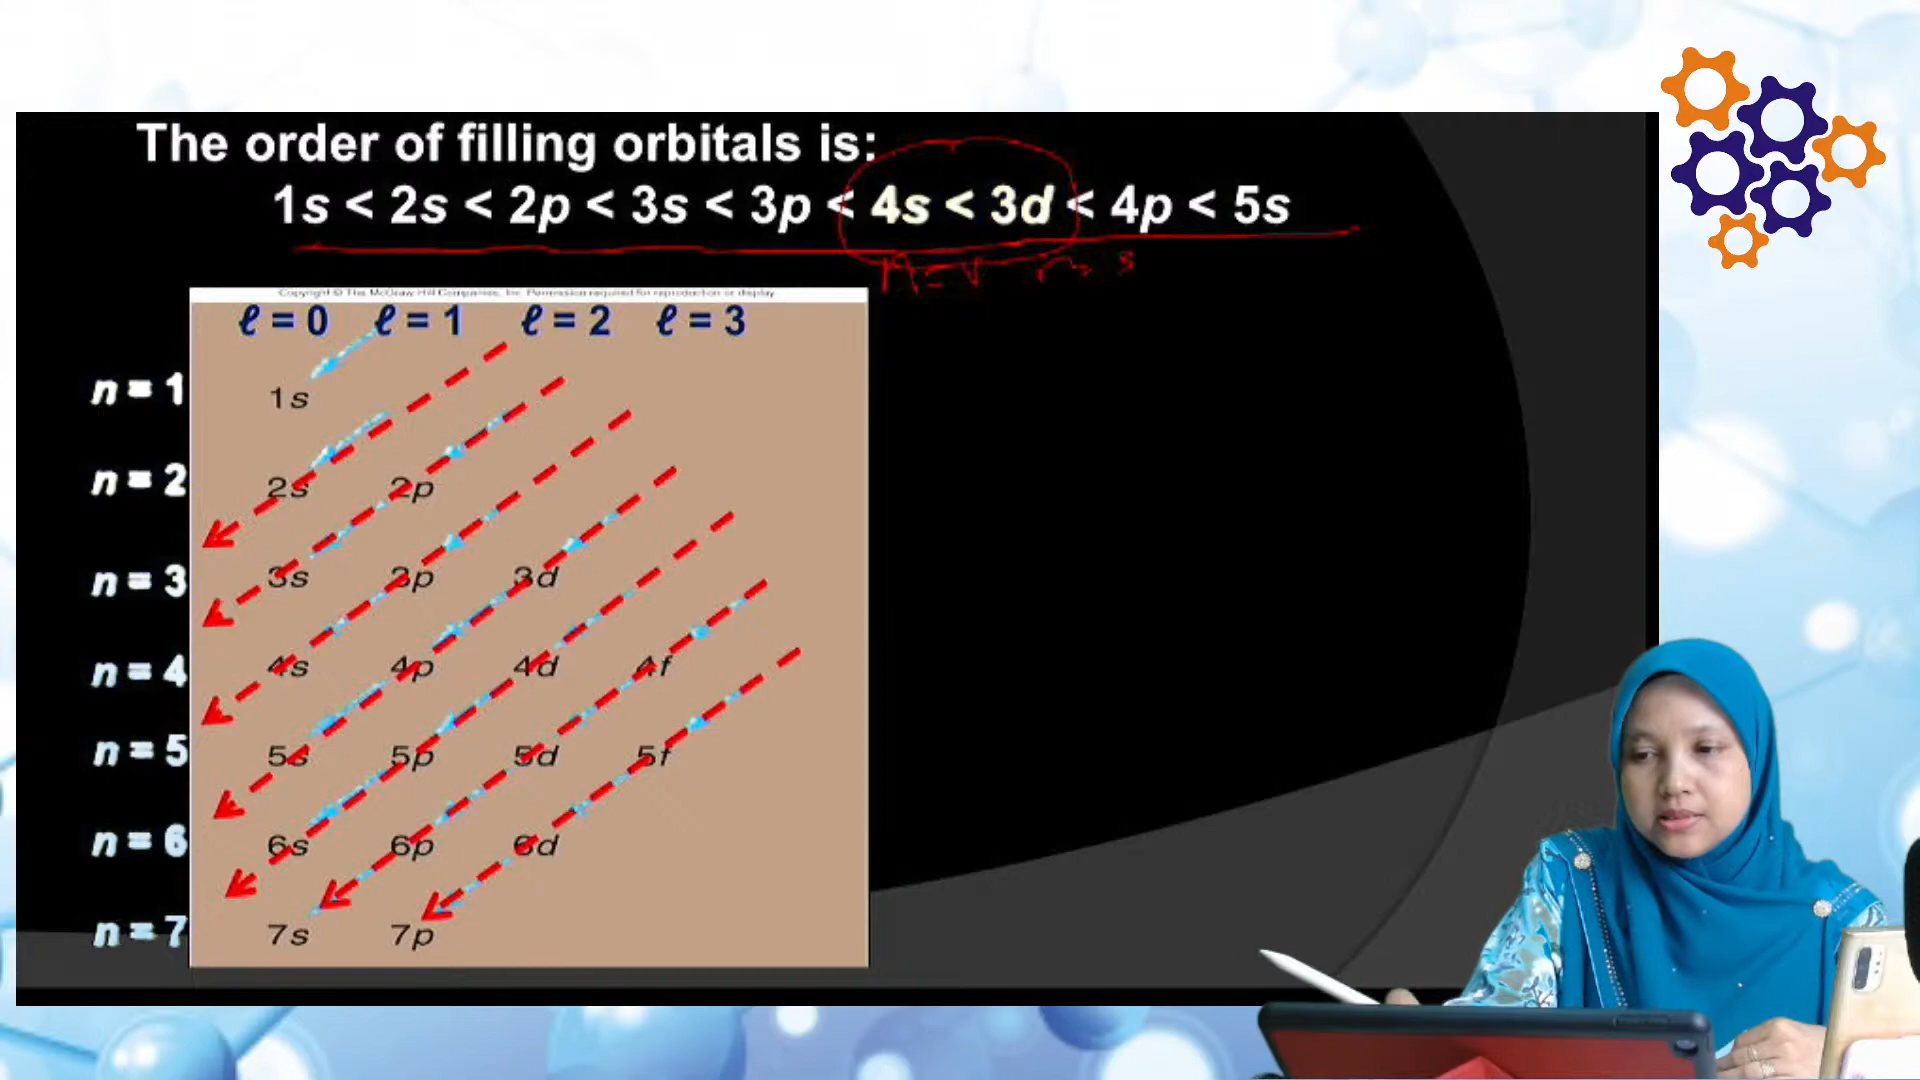 The order of filling orbitals is:
1s < 2s < 2p < 3s < 3p < 4s < 3d < 4p < 5s
Copyright © The McGraw-Hill Companies, Inc. Permission required for reproduction or display
ℓ = 0 ℓ = 1 ℓ = 2 ℓ = 3
n = 1 1s
n = 2 2s 2p
n = 3 3s 3p 3d
n = 4 4s 4p 4d 4f
n = 5 5s 5p 5d 5f
n = 6 6s 6p 6d
n = 7 7s 7p